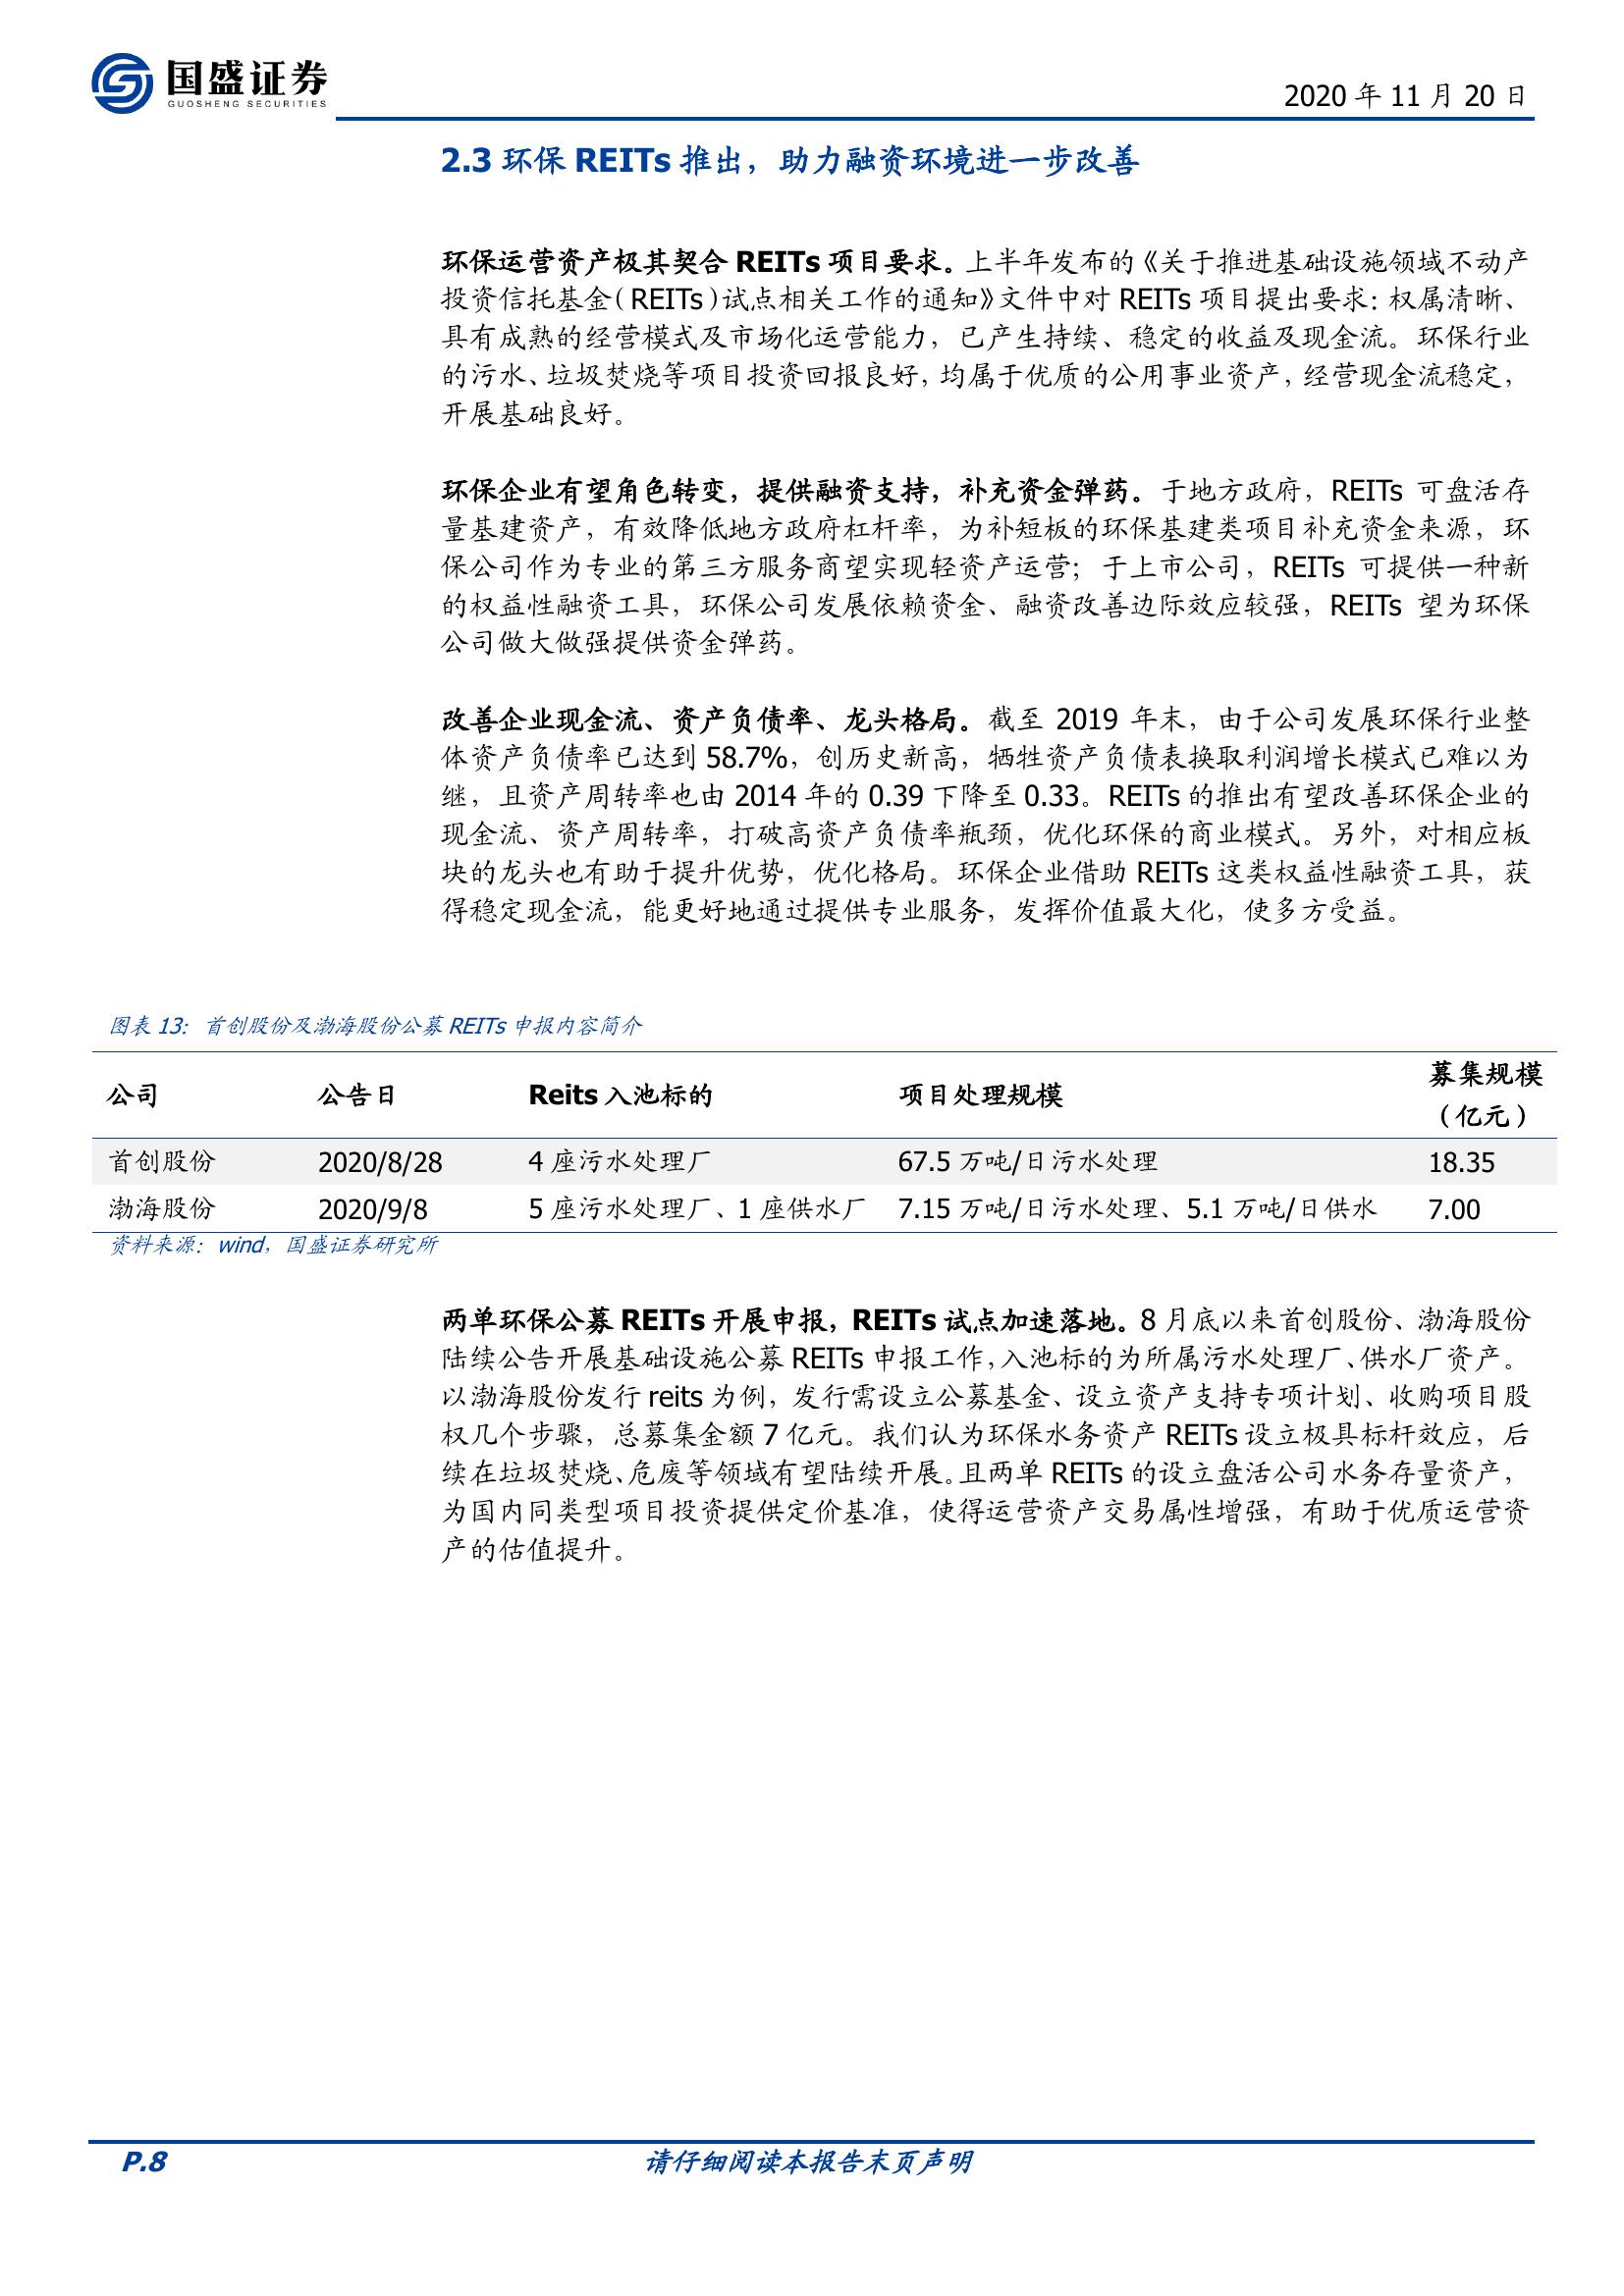 国盛证券
GUOSHENG SECURITIES
2020 年 11 月 20 日
2.3 环保 REITs 推出，助力融资环境进一步改善
环保运营资产极其契合 REITs 项目要求。上半年发布的《关于推进基础设施领域不动产
投资信托基金（REITs）试点相关工作的通知》文件中对 REITs 项目提出要求：权属清晰、
具有成熟的经营模式及市场化运营能力，已产生持续、稳定的收益及现金流。环保行业
的污水、垃圾焚烧等项目投资回报良好，均属于优质的公用事业资产，经营现金流稳定，
开展基础良好。
环保企业有望角色转变，提供融资支持，补充资金弹药。于地方政府，REITs 可盘活存
量基建资产，有效降低地方政府杠杆率，为补短板的环保基建类项目补充资金来源，环
保公司作为专业的第三方服务商望实现轻资产运营；于上市公司，REITs 可提供一种新
的权益性融资工具，环保公司发展依赖资金、融资改善边际效应较强，REITs 望为环保
公司做大做强提供资金弹药。
改善企业现金流、资产负债率、龙头格局。截至 2019 年末，由于公司发展环保行业整
体资产负债率已达到 58.7%，创历史新高，牺牲资产负债表换取利润增长模式已难以为
继，且资产周转率也由 2014 年的 0.39 下降至 0.33。REITs 的推出有望改善环保企业的
现金流、资产周转率，打破高资产负债率瓶颈，优化环保的商业模式。另外，对相应板
块的龙头也有助于提升优势，优化格局。环保企业借助 REITs 这类权益性融资工具，获
得稳定现金流，能更好地通过提供专业服务，发挥价值最大化，使多方受益。
图表 13: 首创股份及渤海股份公募 REITs 申报内容简介
公司 公告日 Reits 入池标的 项目处理规模 募集规模
（亿元）
首创股份 2020/8/28 4 座污水处理厂 67.5 万吨/日污水处理 18.35
渤海股份 2020/9/8 5 座污水处理厂、1 座供水厂 7.15 万吨/日污水处理、5.1 万吨/日供水 7.00
资料来源：wind，国盛证券研究所
两单环保公募 REITs 开展申报，REITs 试点加速落地。8 月底以来首创股份、渤海股份
陆续公告开展基础设施公募 REITs 申报工作，入池标的为所属污水处理厂、供水厂资产。
以渤海股份发行 reits 为例，发行需设立公募基金、设立资产支持专项计划、收购项目股
权几个步骤，总募集金额 7 亿元。我们认为环保水务资产 REITs 设立极具标杆效应，后
续在垃圾焚烧、危废等领域有望陆续开展。且两单 REITs 的设立盘活公司水务存量资产，
为国内同类型项目投资提供定价基准，使得运营资产交易属性增强，有助于优质运营资
产的估值提升。
P.8 请仔细阅读本报告末页声明